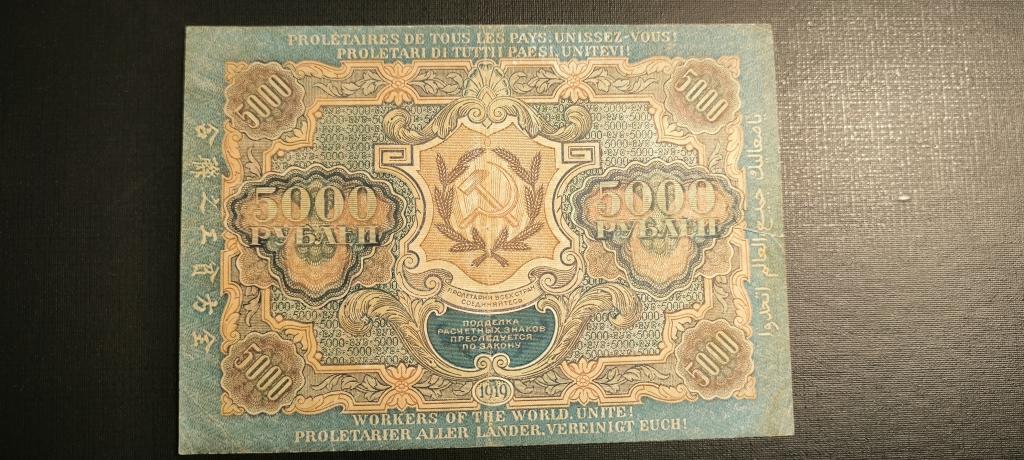 PROLÉTAIRES DE TOUS LES PAYS, UNISSEZ-VOUS!
PROLETARI DI TUTTI I PAESI, UNITEVI!
5000
5000
5000
РУБЛЕЙ
5000
РУБЛЕЙ
ПРОЛЕТАРИИ ВСЕХ СТРАН
СОЕДИНЯЙТЕСЬ
ПОДДЕЛКА
РАСЧЕТНЫХ ЗНАКОВ
ПРЕСЛЕДУЕТСЯ
ПО ЗАКОНУ
5000
5000
1919
WORKERS OF THE WORLD, UNITE!
PROLETARIER ALLER LÄNDER, VEREINIGT EUCH!